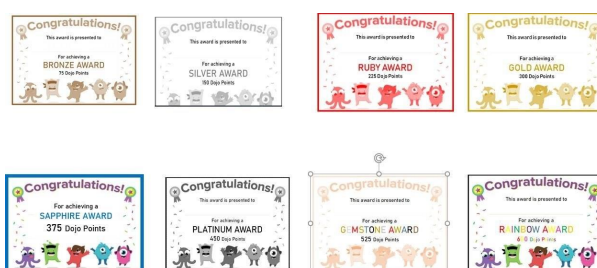 Congratulations!
This award is presented to
For achieving a
BRONZE AWARD
75 Dojo Points
Congratulations!
This award is presented to
For achieving a
SILVER AWARD
150 Dojo Points
Congratulations!
This award is presented to
For achieving a
RUBY AWARD
225 Dojo Points
Congratulations!
This award is presented to
For achieving a
GOLD AWARD
300 Dojo Points
Congratulations!
For achieving a
SAPPHIRE AWARD
375 Dojo Points
Congratulations!
This award is presented to
For achieving a
PLATINUM AWARD
450 Dojo Points
Congratulations!
This award is presented to
For achieving a
GEMSTONE AWARD
525 Dojo Points
Congratulations!
This award is presented to
For achieving a
RAINBOW AWARD
Dojo Points